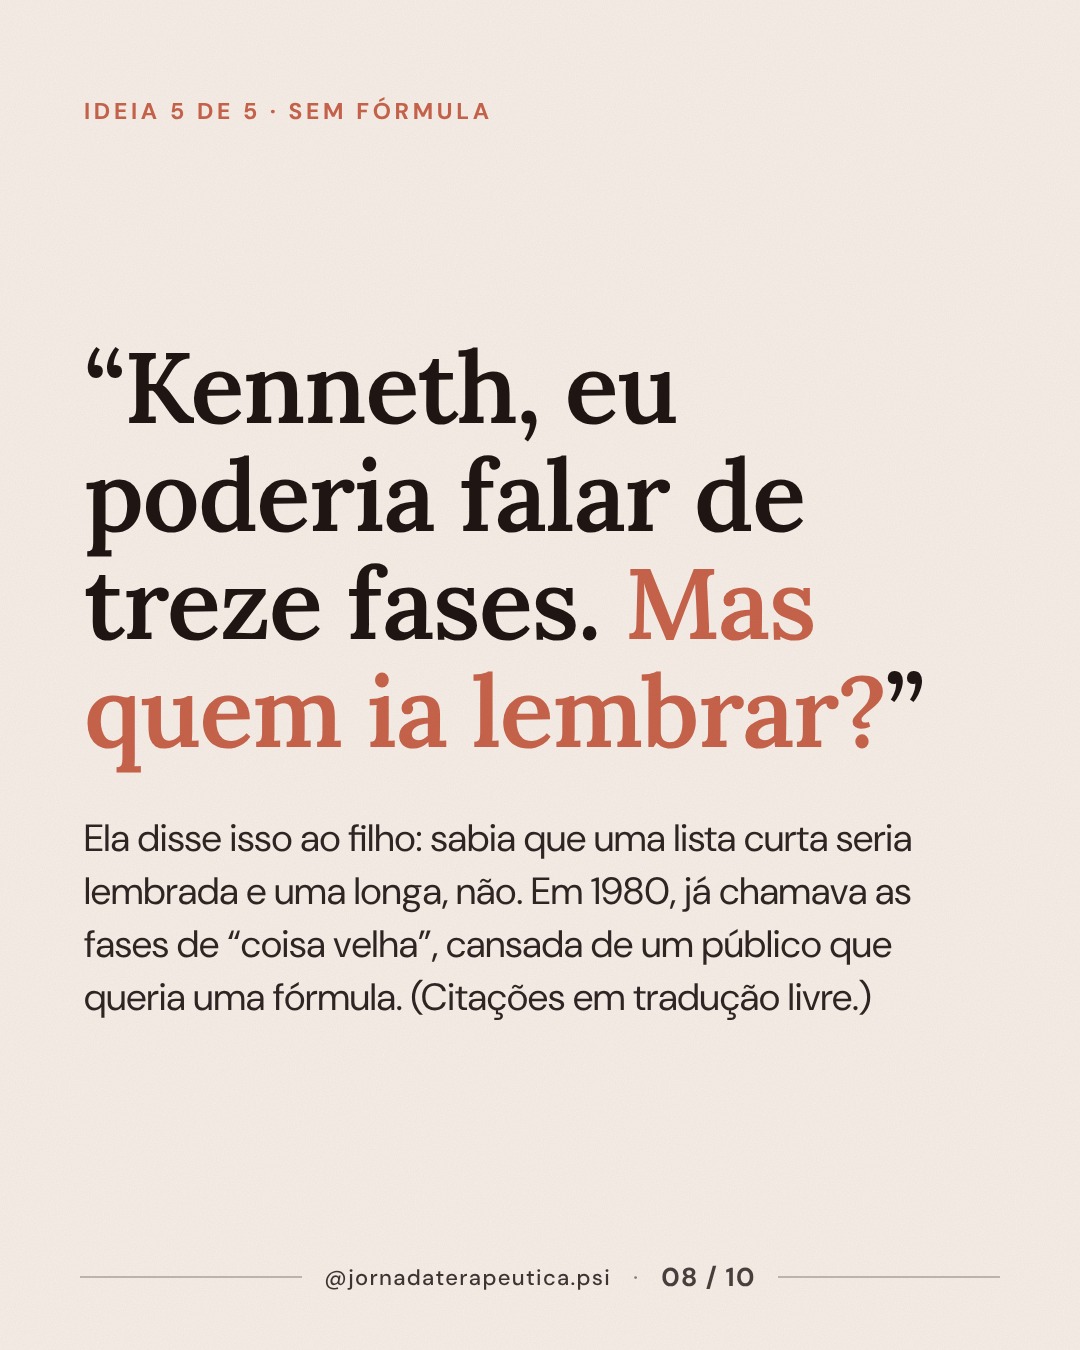 IDEIA 5 DE 5 · SEM FÓRMULA
“Kenneth, eu
poderia falar de
treze fases. Mas
quem ia lembrar?”
Ela disse isso ao filho: sabia que uma lista curta seria
lembrada e uma longa, não. Em 1980, já chamava as
fases de “coisa velha”, cansada de um público que
queria uma fórmula. (Citações em tradução livre.)
@jornadaterapeutica.psi · 08 / 10